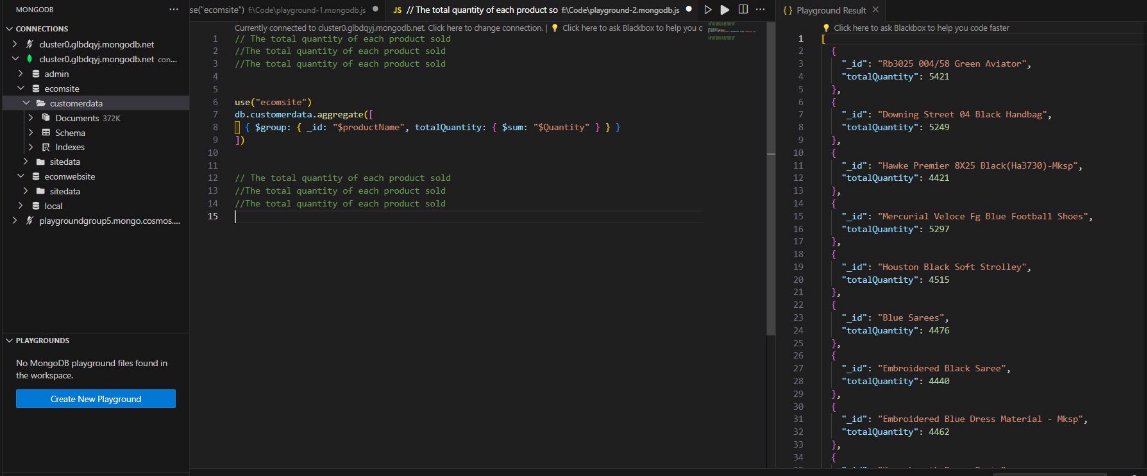 MONGODB
···
CONNECTIONS
cluster0.glbdqyj.mongodb.net
cluster0.glbdqyj.mongodb.net con...
admin
ecomsite
customerdata
Documents 372K
Schema
Indexes
sitedata
ecomwebsite
sitedata
local
playgroundgroup5.mongo.cosmos....
PLAYGROUNDS
No MongoDB playground files found in
the workspace.
Create New Playground
se("ecomsite") f:\Code\playground-1.mongodb.js
JS // The total quantity of each product so f:\Code\playground-2.mongodb.js
···
Currently connected to cluster0.glbdqyj.mongodb.net. Click here to change connection. | Click here to ask Blackbox to help you c
1 // The total quantity of each product sold
2 //The total quantity of each product sold
3 //The total quantity of each product sold
4
5
6 use("ecomsite")
7 db.customerdata.aggregate([
8 { $group: { _id: "$productName", totalQuantity: { $sum: "$Quantity" } } }
9 ])
10
11
12 // The total quantity of each product sold
13 //The total quantity of each product sold
14 //The total quantity of each product sold
15
{ } Playground Result
Click here to ask Blackbox to help you code faster
1 [
2 {
3 "_id": "Rb3025 004/58 Green Aviator",
4 "totalQuantity": 5421
5 },
6 {
7 "_id": "Downing Street 04 Black Handbag",
8 "totalQuantity": 5249
9 },
10 {
11 "_id": "Hawke Premier 8X25 Black(Ha3730)-Mksp",
12 "totalQuantity": 4421
13 },
14 {
15 "_id": "Mercurial Veloce Fg Blue Football Shoes",
16 "totalQuantity": 5297
17 },
18 {
19 "_id": "Houston Black Soft Strolley",
20 "totalQuantity": 4515
21 },
22 {
23 "_id": "Blue Sarees",
24 "totalQuantity": 4476
25 },
26 {
27 "_id": "Embroidered Black Saree",
28 "totalQuantity": 4440
29 },
30 {
31 "_id": "Embroidered Blue Dress Material - Mksp",
32 "totalQuantity": 4462
33 },
34 {